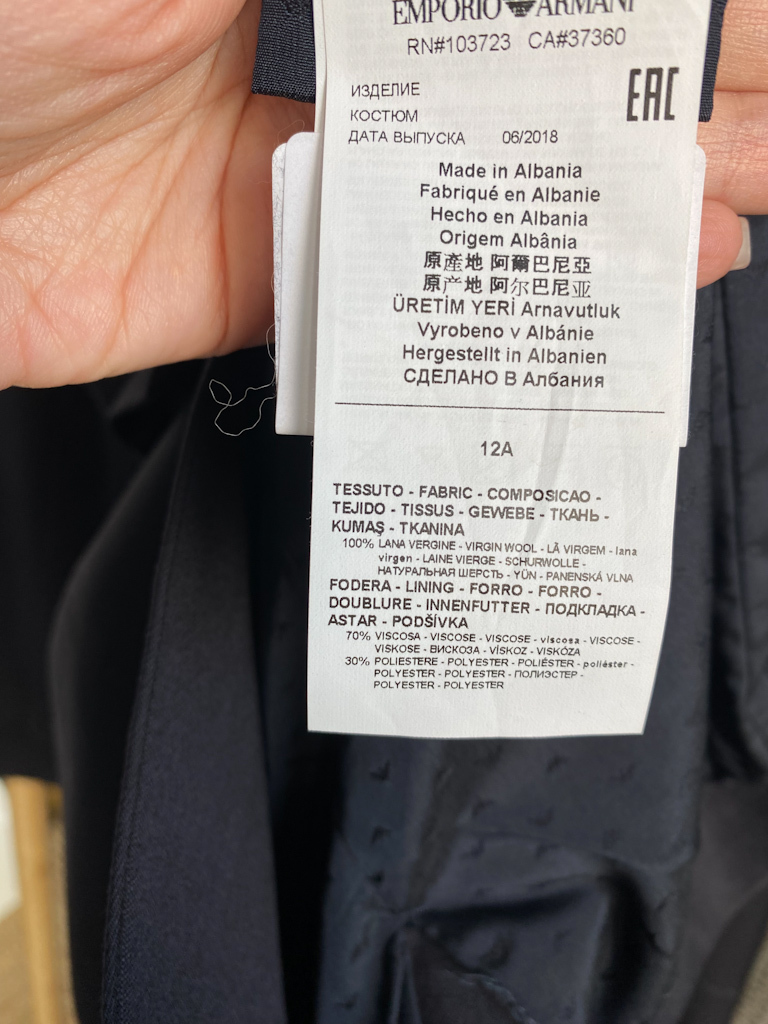 EMPORIO ARMANI
RN#103723 CA#37360
EAC
ИЗДЕЛИЕ
КОСТЮМ
ДАТА ВЫПУСКА 06/2018
Made in Albania
Fabriqué en Albanie
Hecho en Albania
Origem Albânia
原產地 阿爾巴尼亞
原产地 阿尔巴尼亚
ÜRETİM YERİ Arnavutluk
Vyrobeno v Albánie
Hergestellt in Albanien
СДЕЛАНО В Албания
12A
TESSUTO - FABRIC - COMPOSICAO -
TEJIDO - TISSUS - GEWEBE - ТКАНЬ -
KUMAŞ - TKANINA
100% LANA VERGINE - VIRGIN WOOL - LÃ VIRGEM - lana
virgen - LAINE VIERGE - SCHURWOLLE -
НАТУРАЛЬНАЯ ШЕРСТЬ - YÜN - PANENSKÁ VLNA
FODERA - LINING - FORRO - FORRO -
DOUBLURE - INNENFUTTER - ПОДКЛАДКА -
ASTAR - PODŠÍVKA
70% VISCOSA - VISCOSE - VISCOSE - viscosa - VISCOSE -
VISKOSE - ВИСКОЗА - VİSKOZ - VISKÓZA
30% POLIESTERE - POLYESTER - POLIÉSTER - poliéster -
POLYESTER - POLYESTER - ПОЛИЭСТЕР -
POLYESTER - POLYESTER